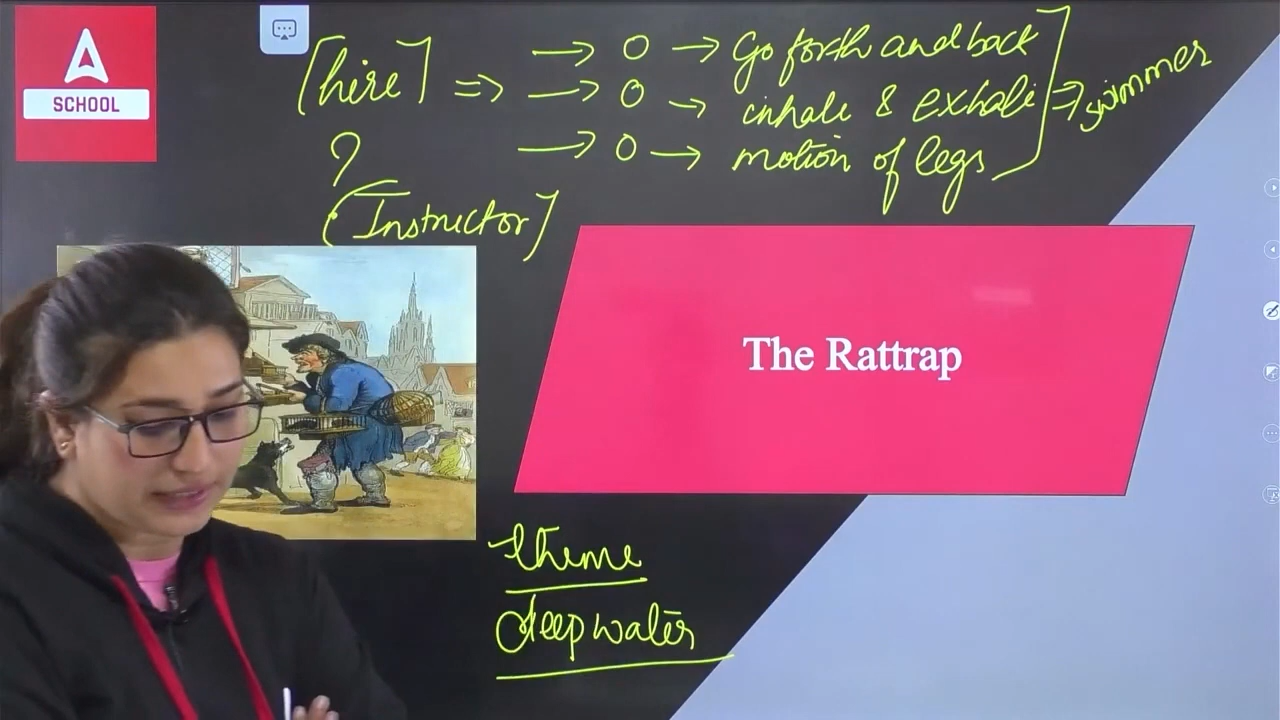 SCHOOL
[hire] => → 0 → Go forth and back
→ 0 → inhale & exhale ] => swimmer
? → 0 → motion of legs
[Instructor]
The Rattrap
theme
deep water